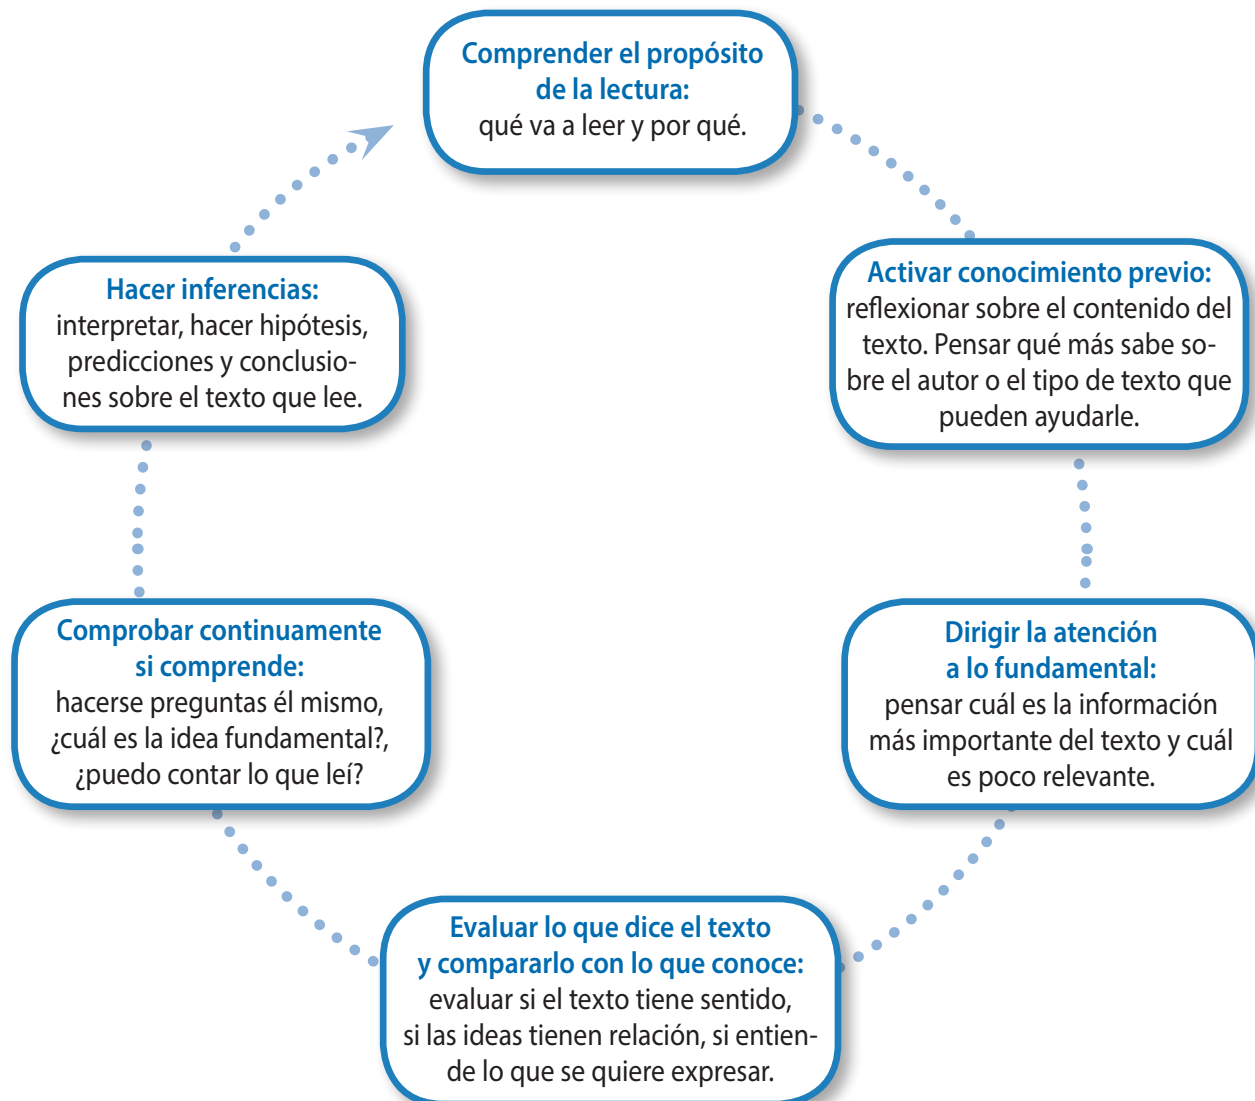 Comprender el propósito
de la lectura:
qué va a leer y por qué.
Activar conocimiento previo:
reflexionar sobre el contenido del
texto. Pensar qué más sabe so-
bre el autor o el tipo de texto que
pueden ayudarle.
Dirigir la atención
a lo fundamental:
pensar cuál es la información
más importante del texto y cuál
es poco relevante.
Evaluar lo que dice el texto
y compararlo con lo que conoce:
evaluar si el texto tiene sentido,
si las ideas tienen relación, si entien-
de lo que se quiere expresar.
Comprobar continuamente
si comprende:
hacerse preguntas él mismo,
¿cuál es la idea fundamental?,
¿puedo contar lo que leí?
Hacer inferencias:
interpretar, hacer hipótesis,
predicciones y conclusio-
nes sobre el texto que lee.